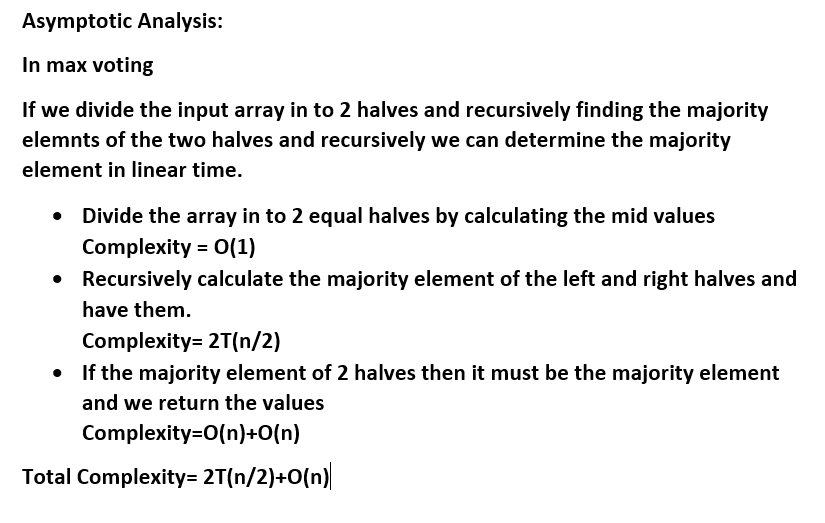 Asymptotic Analysis:
In max voting
If we divide the input array in to 2 halves and recursively finding the majority
elemnts of the two halves and recursively we can determine the majority
element in linear time.
• Divide the array in to 2 equal halves by calculating the mid values
Complexity = O(1)
• Recursively calculate the majority element of the left and right halves and
have them.
Complexity= 2T(n/2)
• If the majority element of 2 halves then it must be the majority element
and we return the values
Complexity=O(n)+O(n)
Total Complexity= 2T(n/2)+O(n)